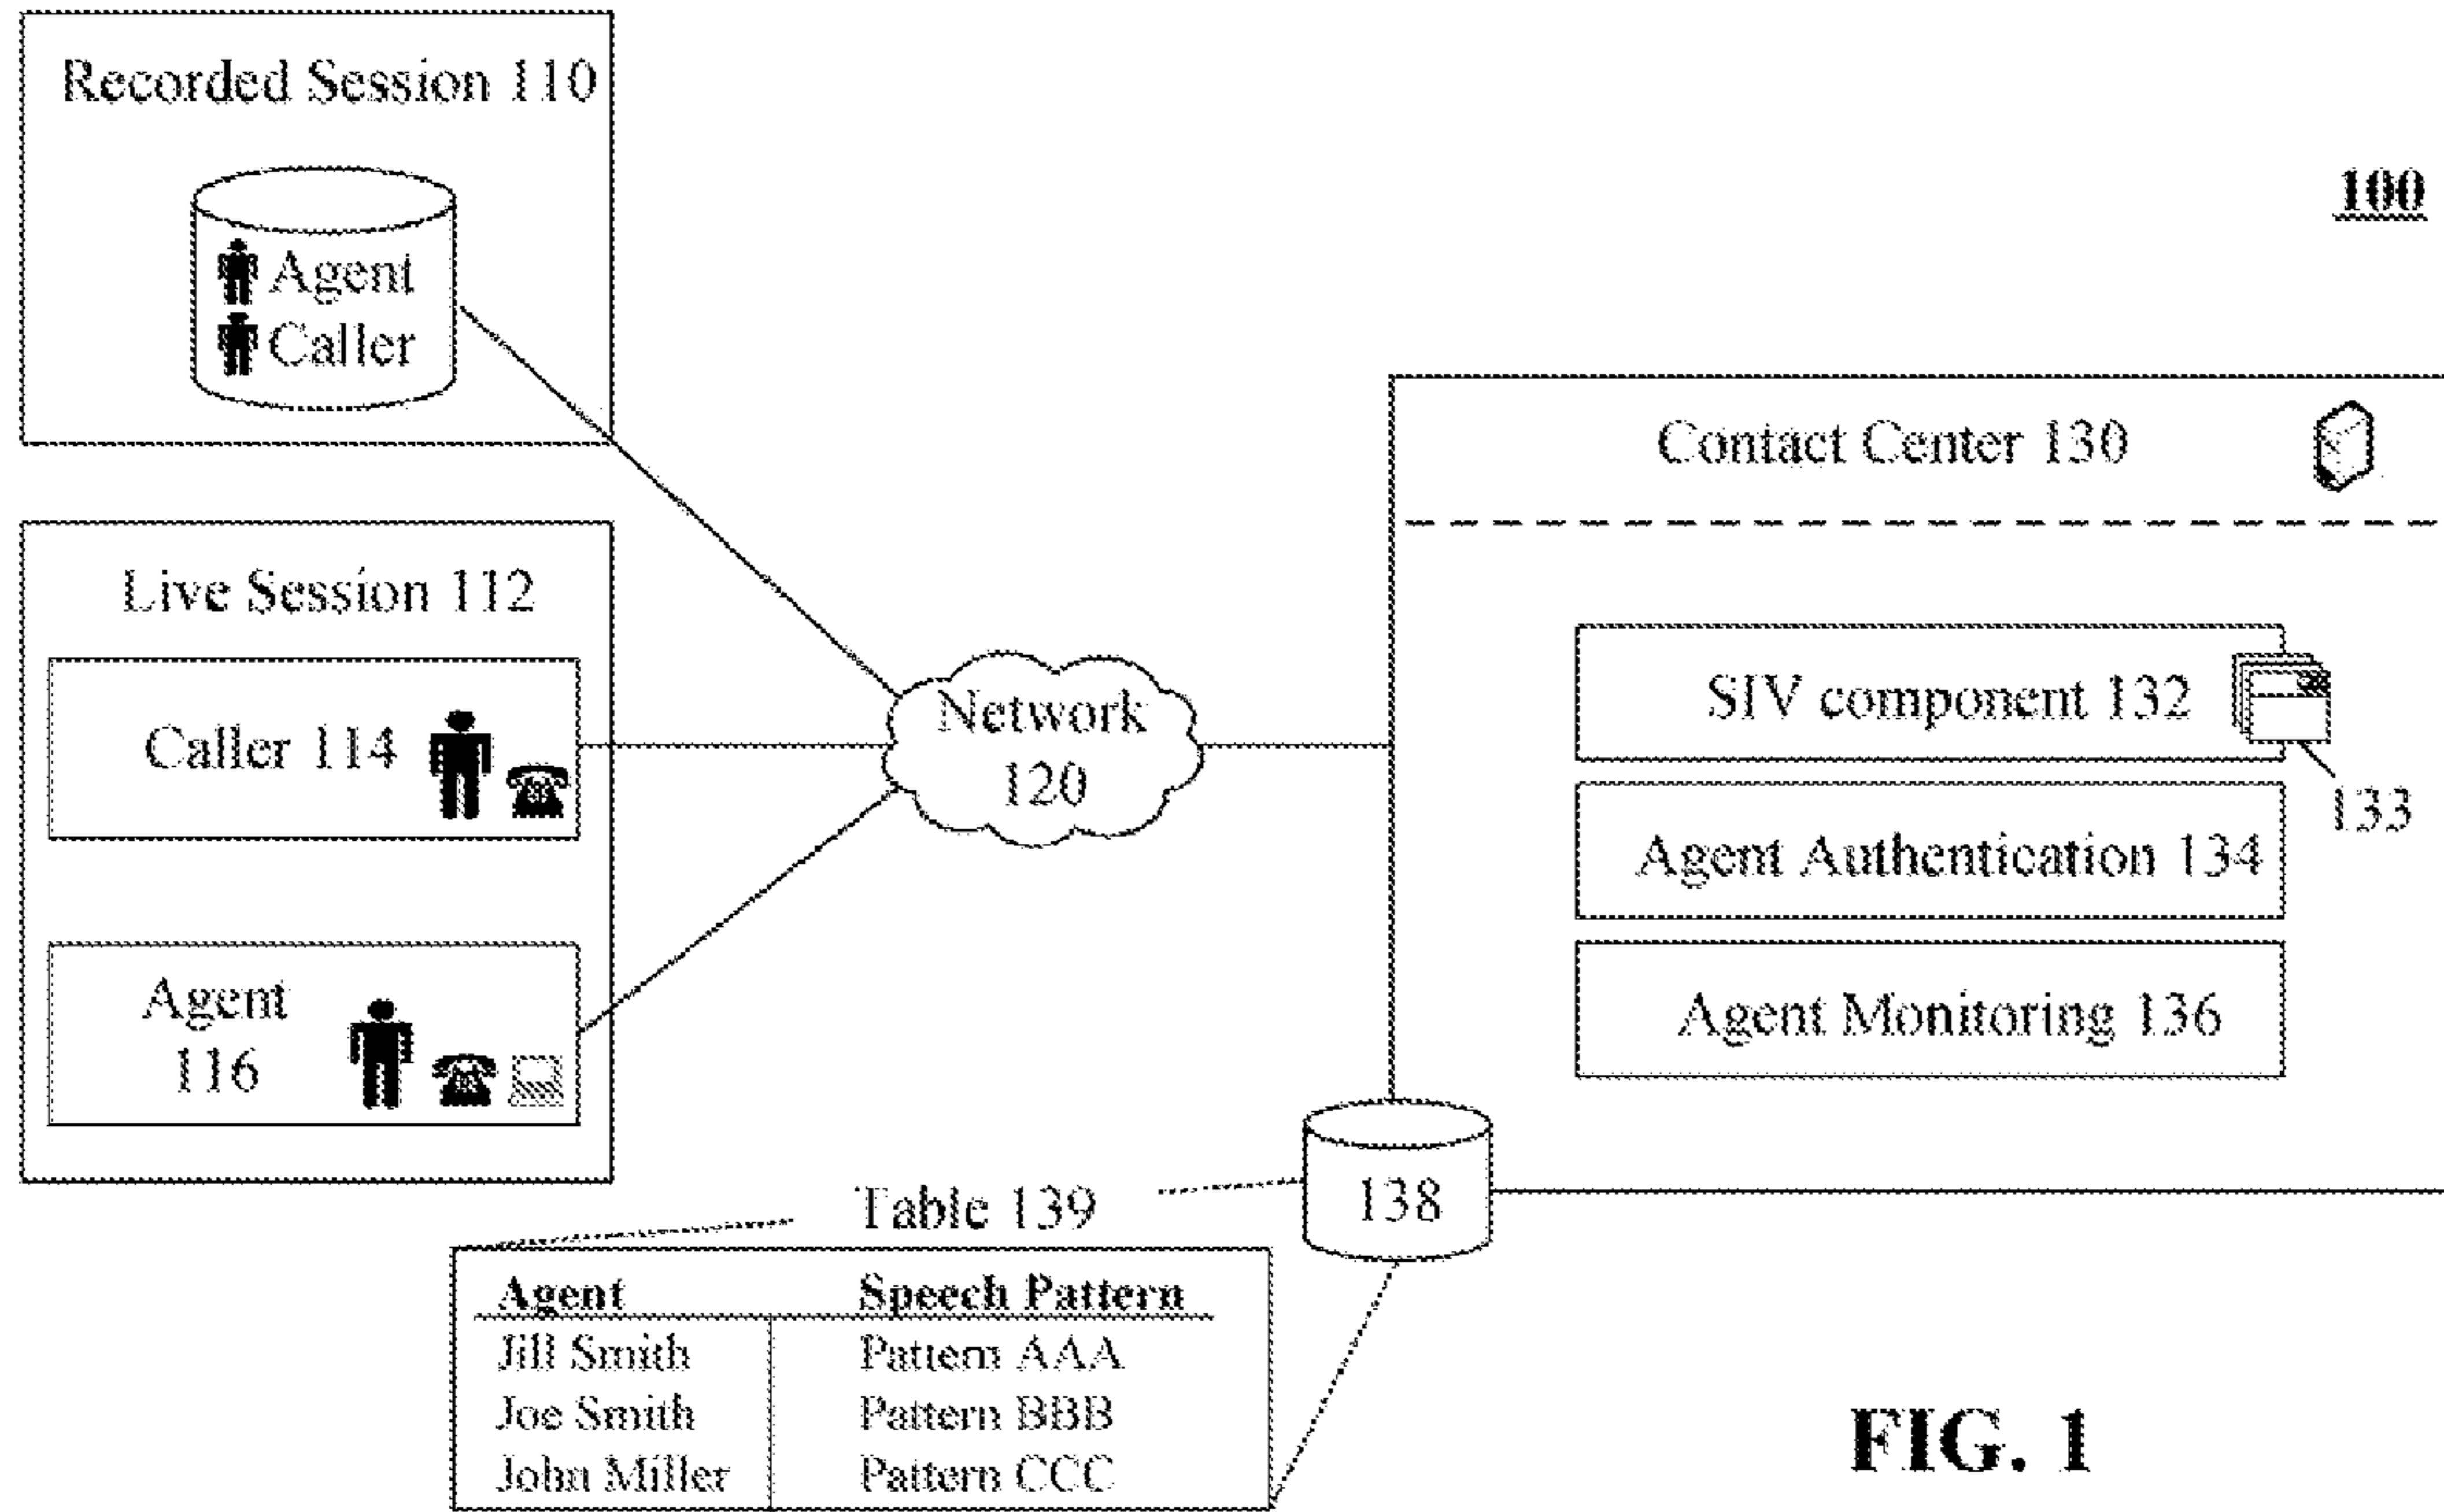 Recorded Session 110
Agent
Caller
100
Live Session 112
Caller 114
Agent
116
Network
120
Contact Center 130
SIV component 132
133
Agent Authentication 134
Agent Monitoring 136
138
Table 139
Agent Speech Pattern
Jill Smith Pattern AAA
Joe Smith Pattern BBB
John Miller Pattern CCC
FIG. 1